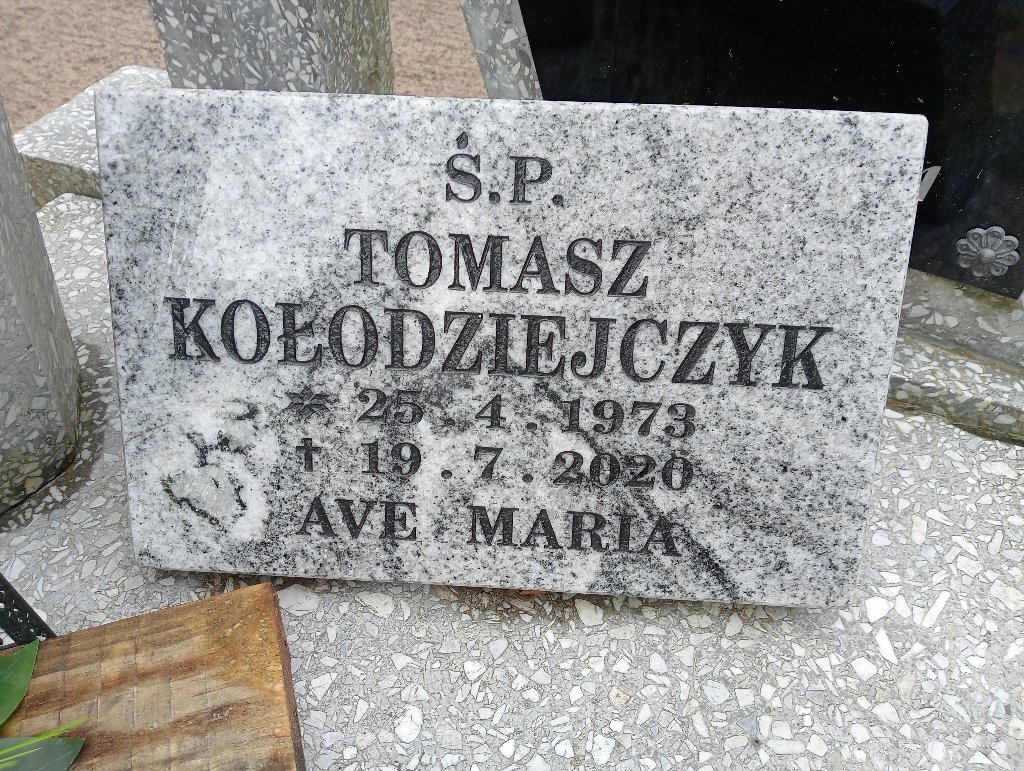 Ś.P.
TOMASZ
KOŁODZIEJCZYK
* 25.4.1973
† 19.7.2020
AVE MARIA